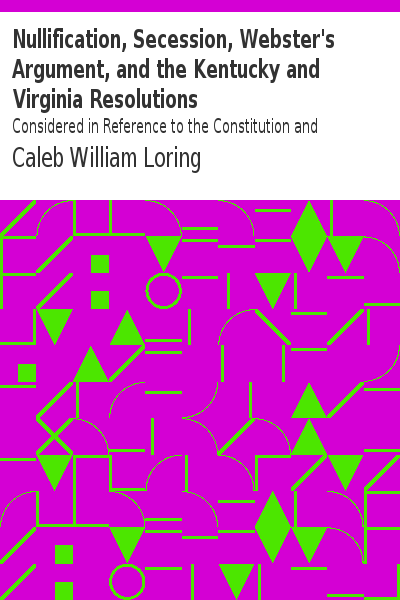 Nullification, Secession, Webster's
Argument, and the Kentucky and
Virginia Resolutions
Considered in Reference to the Constitution and
Caleb William Loring